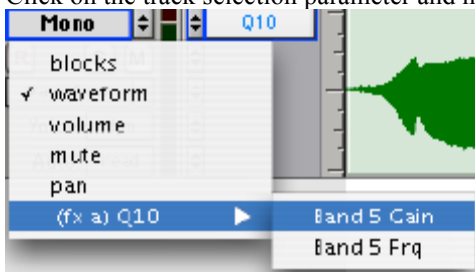 Click on the track selection parameter and
Mono Q10
blocks
✓ waveform
volume
mute
pan
(fx a) Q10
Band 5 Gain
Band 5 Frq